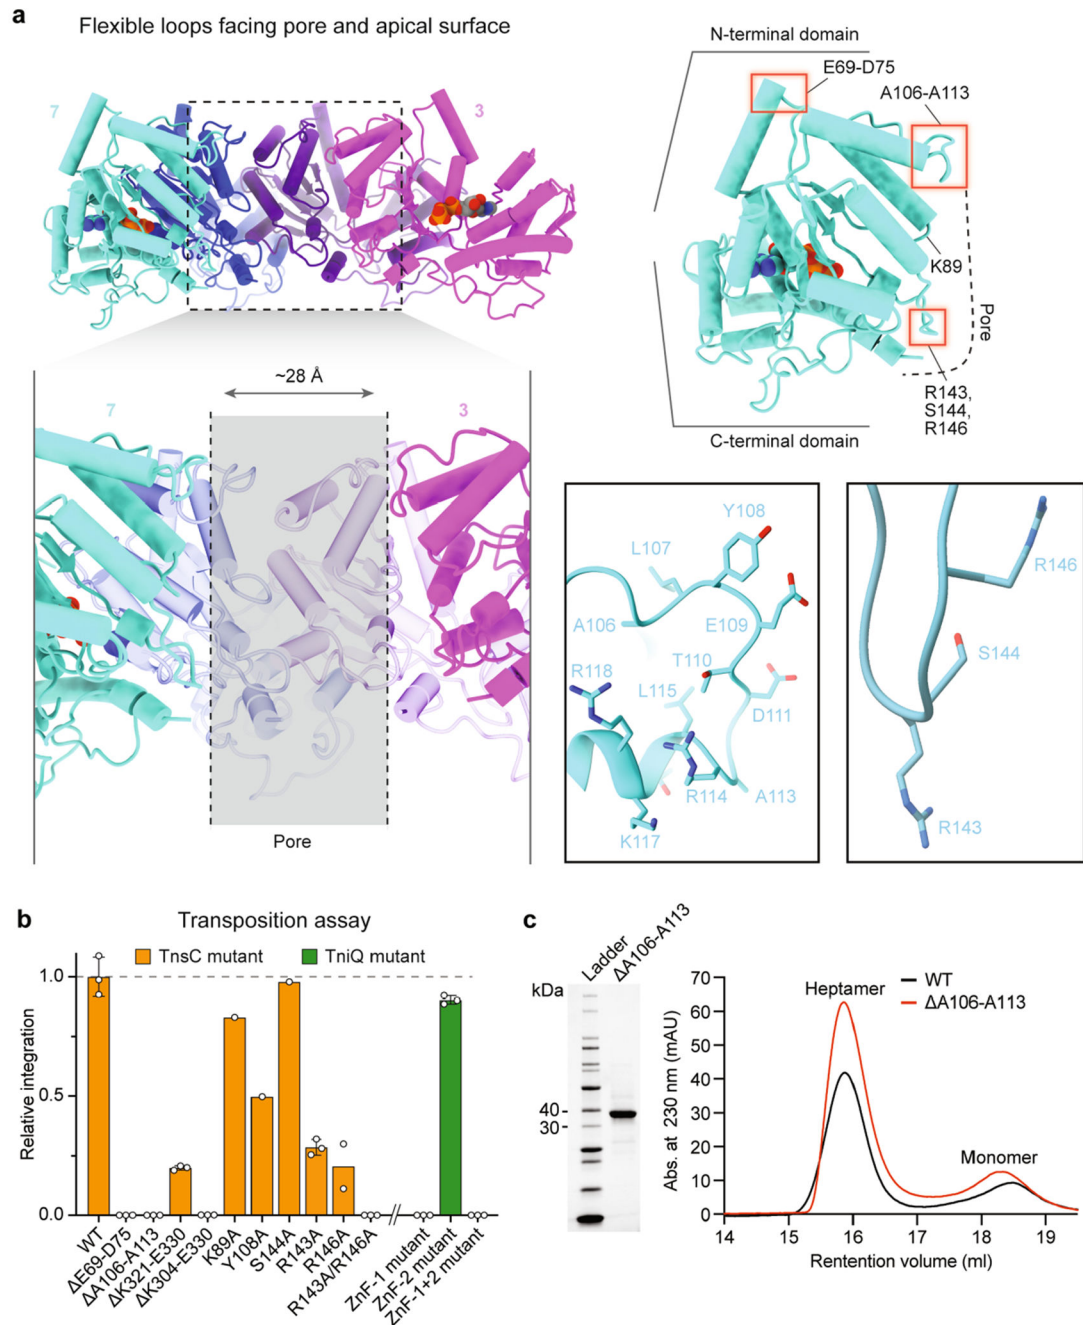 a
Flexible loops facing pore and apical surface
7
3
~28 Å
7
3
Pore
N-terminal domain
E69-D75
A106-A113
K89
Pore
R143,
S144,
R146
C-terminal domain
Y108
L107
A106
E109
T110
R118
L115
D111
R114
A113
K117
R146
S144
R143
b
Transposition assay
TnsC mutant
TniQ mutant
Relative integration
1.0
0.5
0.0
WT
ΔE69-D75
ΔA106-A113
ΔK321-E330
ΔK304-E330
K89A
Y108A
S144A
R143A
R146A
R143A/R146A
ZnF-1 mutant
ZnF-2 mutant
ZnF-1+2 mutant
c
Ladder
ΔA106-A113
kDa
40
30
Abs. at 230 nm (mAU)
70
60
50
40
30
20
10
0
Heptamer
WT
ΔA106-A113
Monomer
14 15 16 17 18 19
Rentention volume (ml)